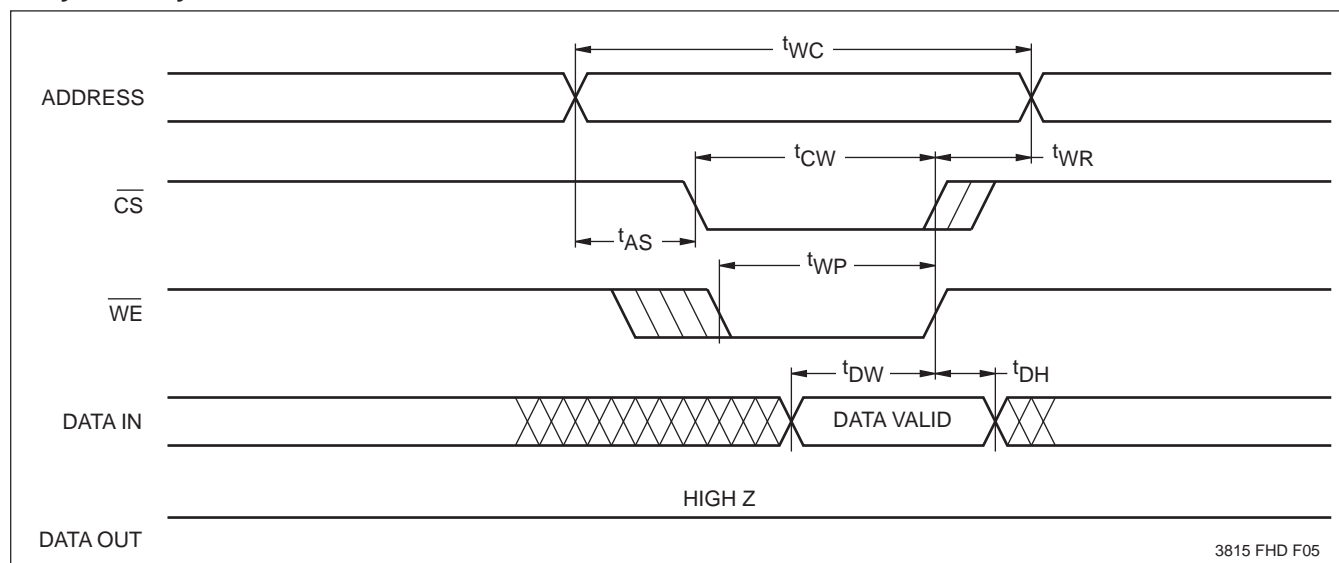 tWC
ADDRESS
tCW
tWR
CS
tAS
tWP
WE
tDW
tDH
DATA IN
DATA VALID
HIGH Z
DATA OUT
3815 FHD F05